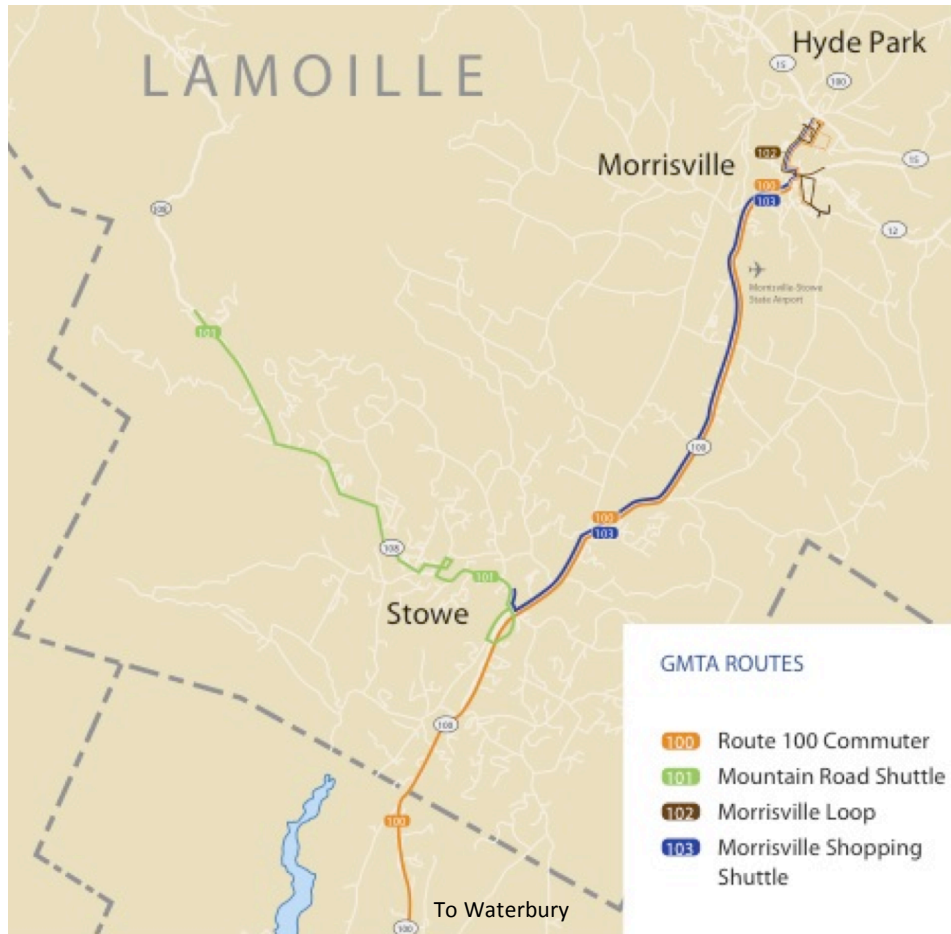 Hyde Park
15
100
LAMOILLE
102
15
Morrisville
100
103
108
12
Morrisville-Stowe
State Airport
101
100
100
103
108
101
Stowe
GMTA ROUTES
100
100 Route 100 Commuter
101 Mountain Road Shuttle
102 Morrisville Loop
100
103 Morrisville Shopping
Shuttle
To Waterbury
100